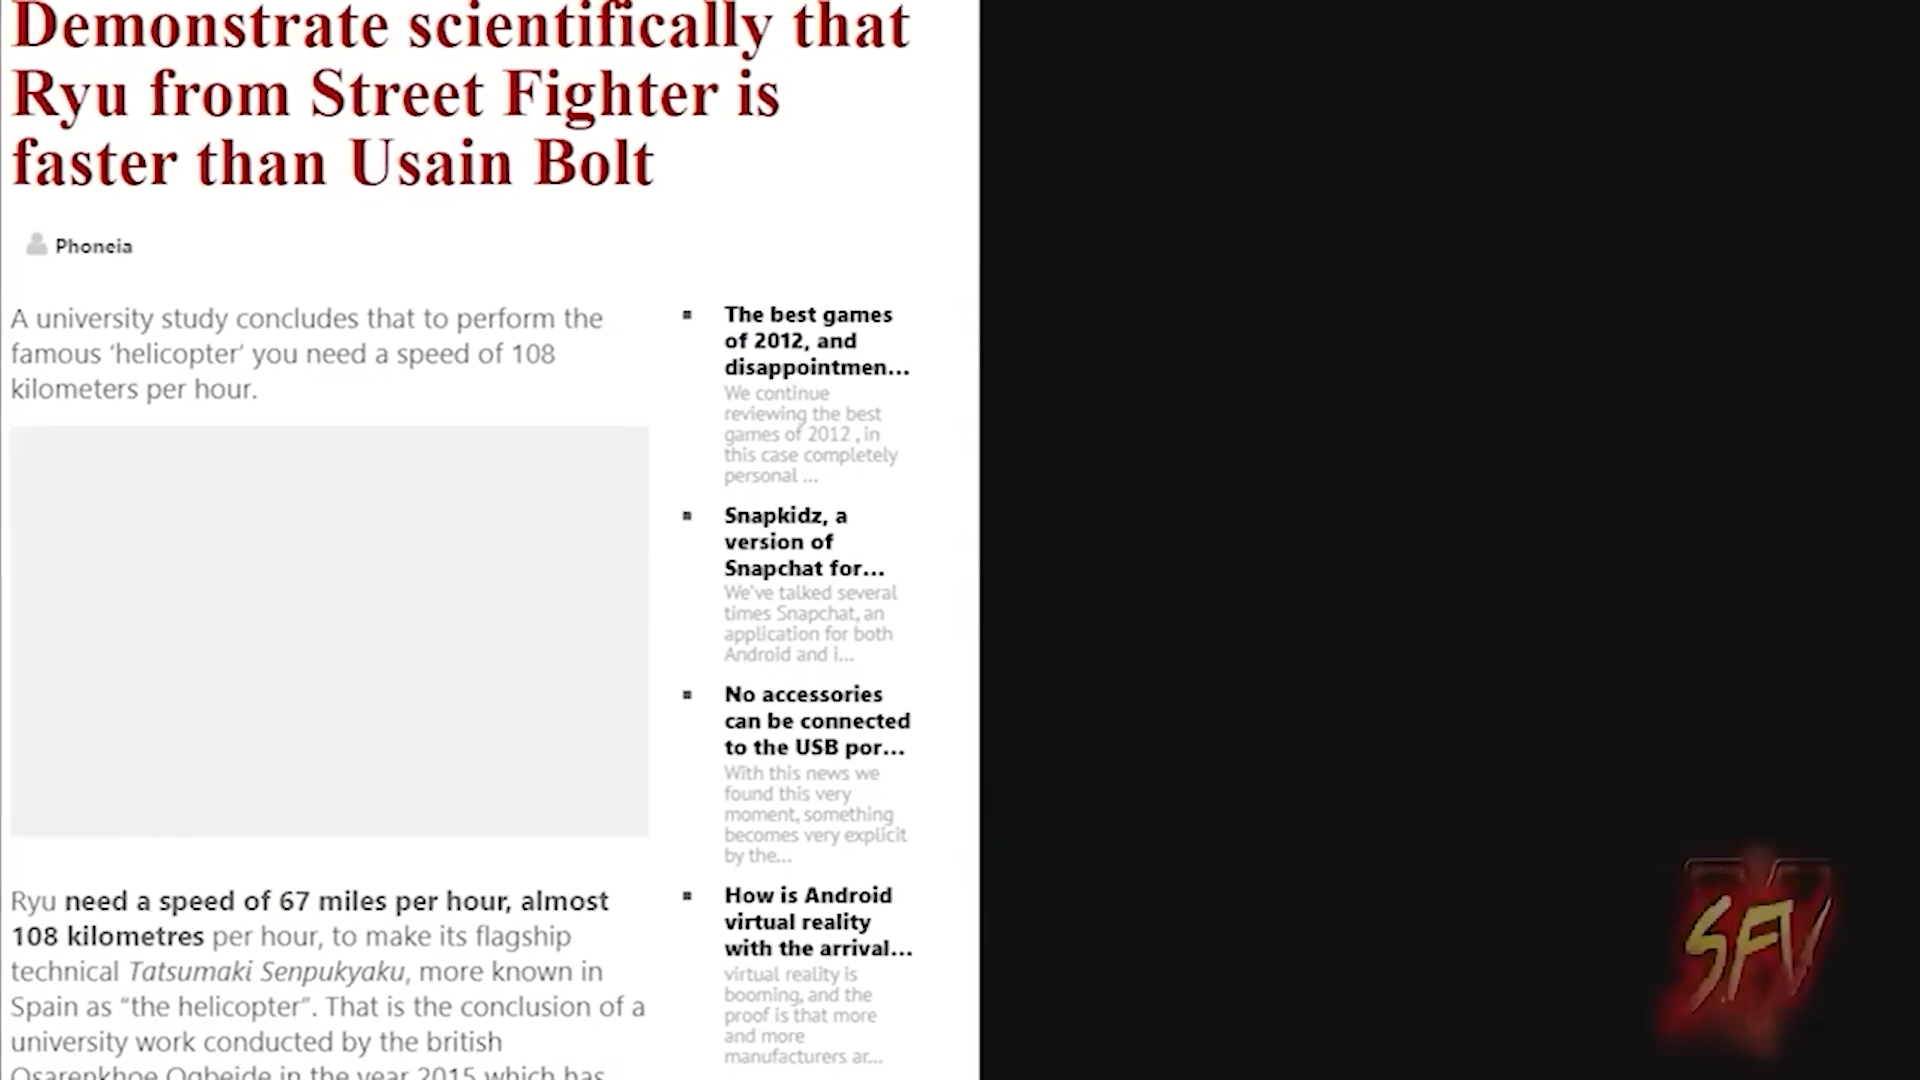 Demonstrate scientifically that
Ryu from Street Fighter is
faster than Usain Bolt
Phoneia
A university study concludes that to perform the
famous ‘helicopter’ you need a speed of 108
kilometers per hour.
Ryu need a speed of 67 miles per hour, almost
108 kilometres per hour, to make its flagship
technical Tatsumaki Senpukyaku, more known in
Spain as “the helicopter”. That is the conclusion of a
university work conducted by the british
Osarenkhoe Ogbeide in the year 2015 which has
The best games
of 2012, and
disappointmen...
We continue
reviewing the best
games of 2012 , in
this case completely
personal ...
Snapkidz, a
version of
Snapchat for...
We've talked several
times Snapchat, an
application for both
Android and i...
No accessories
can be connected
to the USB por...
With this news we
found this very
moment, something
becomes very explicit
by the...
How is Android
virtual reality
with the arrival...
virtual reality is
booming, and the
proof is that more
and more
manufacturers ar...
SFV